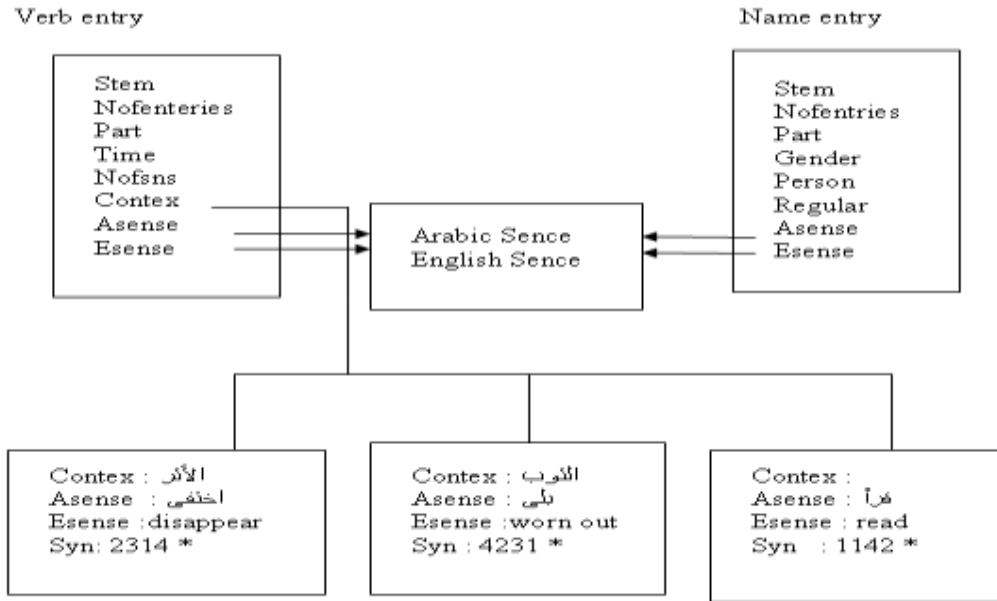 Verb entry
Name entry
Stem
Nofenteries
Part
Time
Nofsns
Contex
Asense
Esense
Arabic Sence
English Sence
Stem
Nofentries
Part
Gender
Person
Regular
Asense
Esense
Contex : الأثر
Asense : اختفى
Esense :disappear
Syn: 2314 *
Contex : الثوب
Asense : بلى
Esense :worn out
Syn : 4231 *
Contex :
Asense : قرأ
Esense : read
Syn : 1142 *